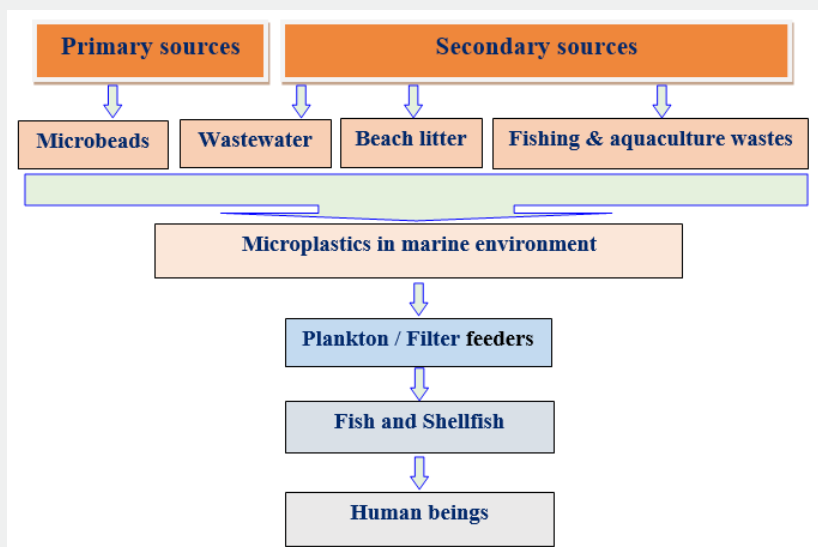 Primary sources
Secondary sources
Microbeads
Wastewater
Beach litter
Fishing & aquaculture wastes
Microplastics in marine environment
Plankton / Filter feeders
Fish and Shellfish
Human beings